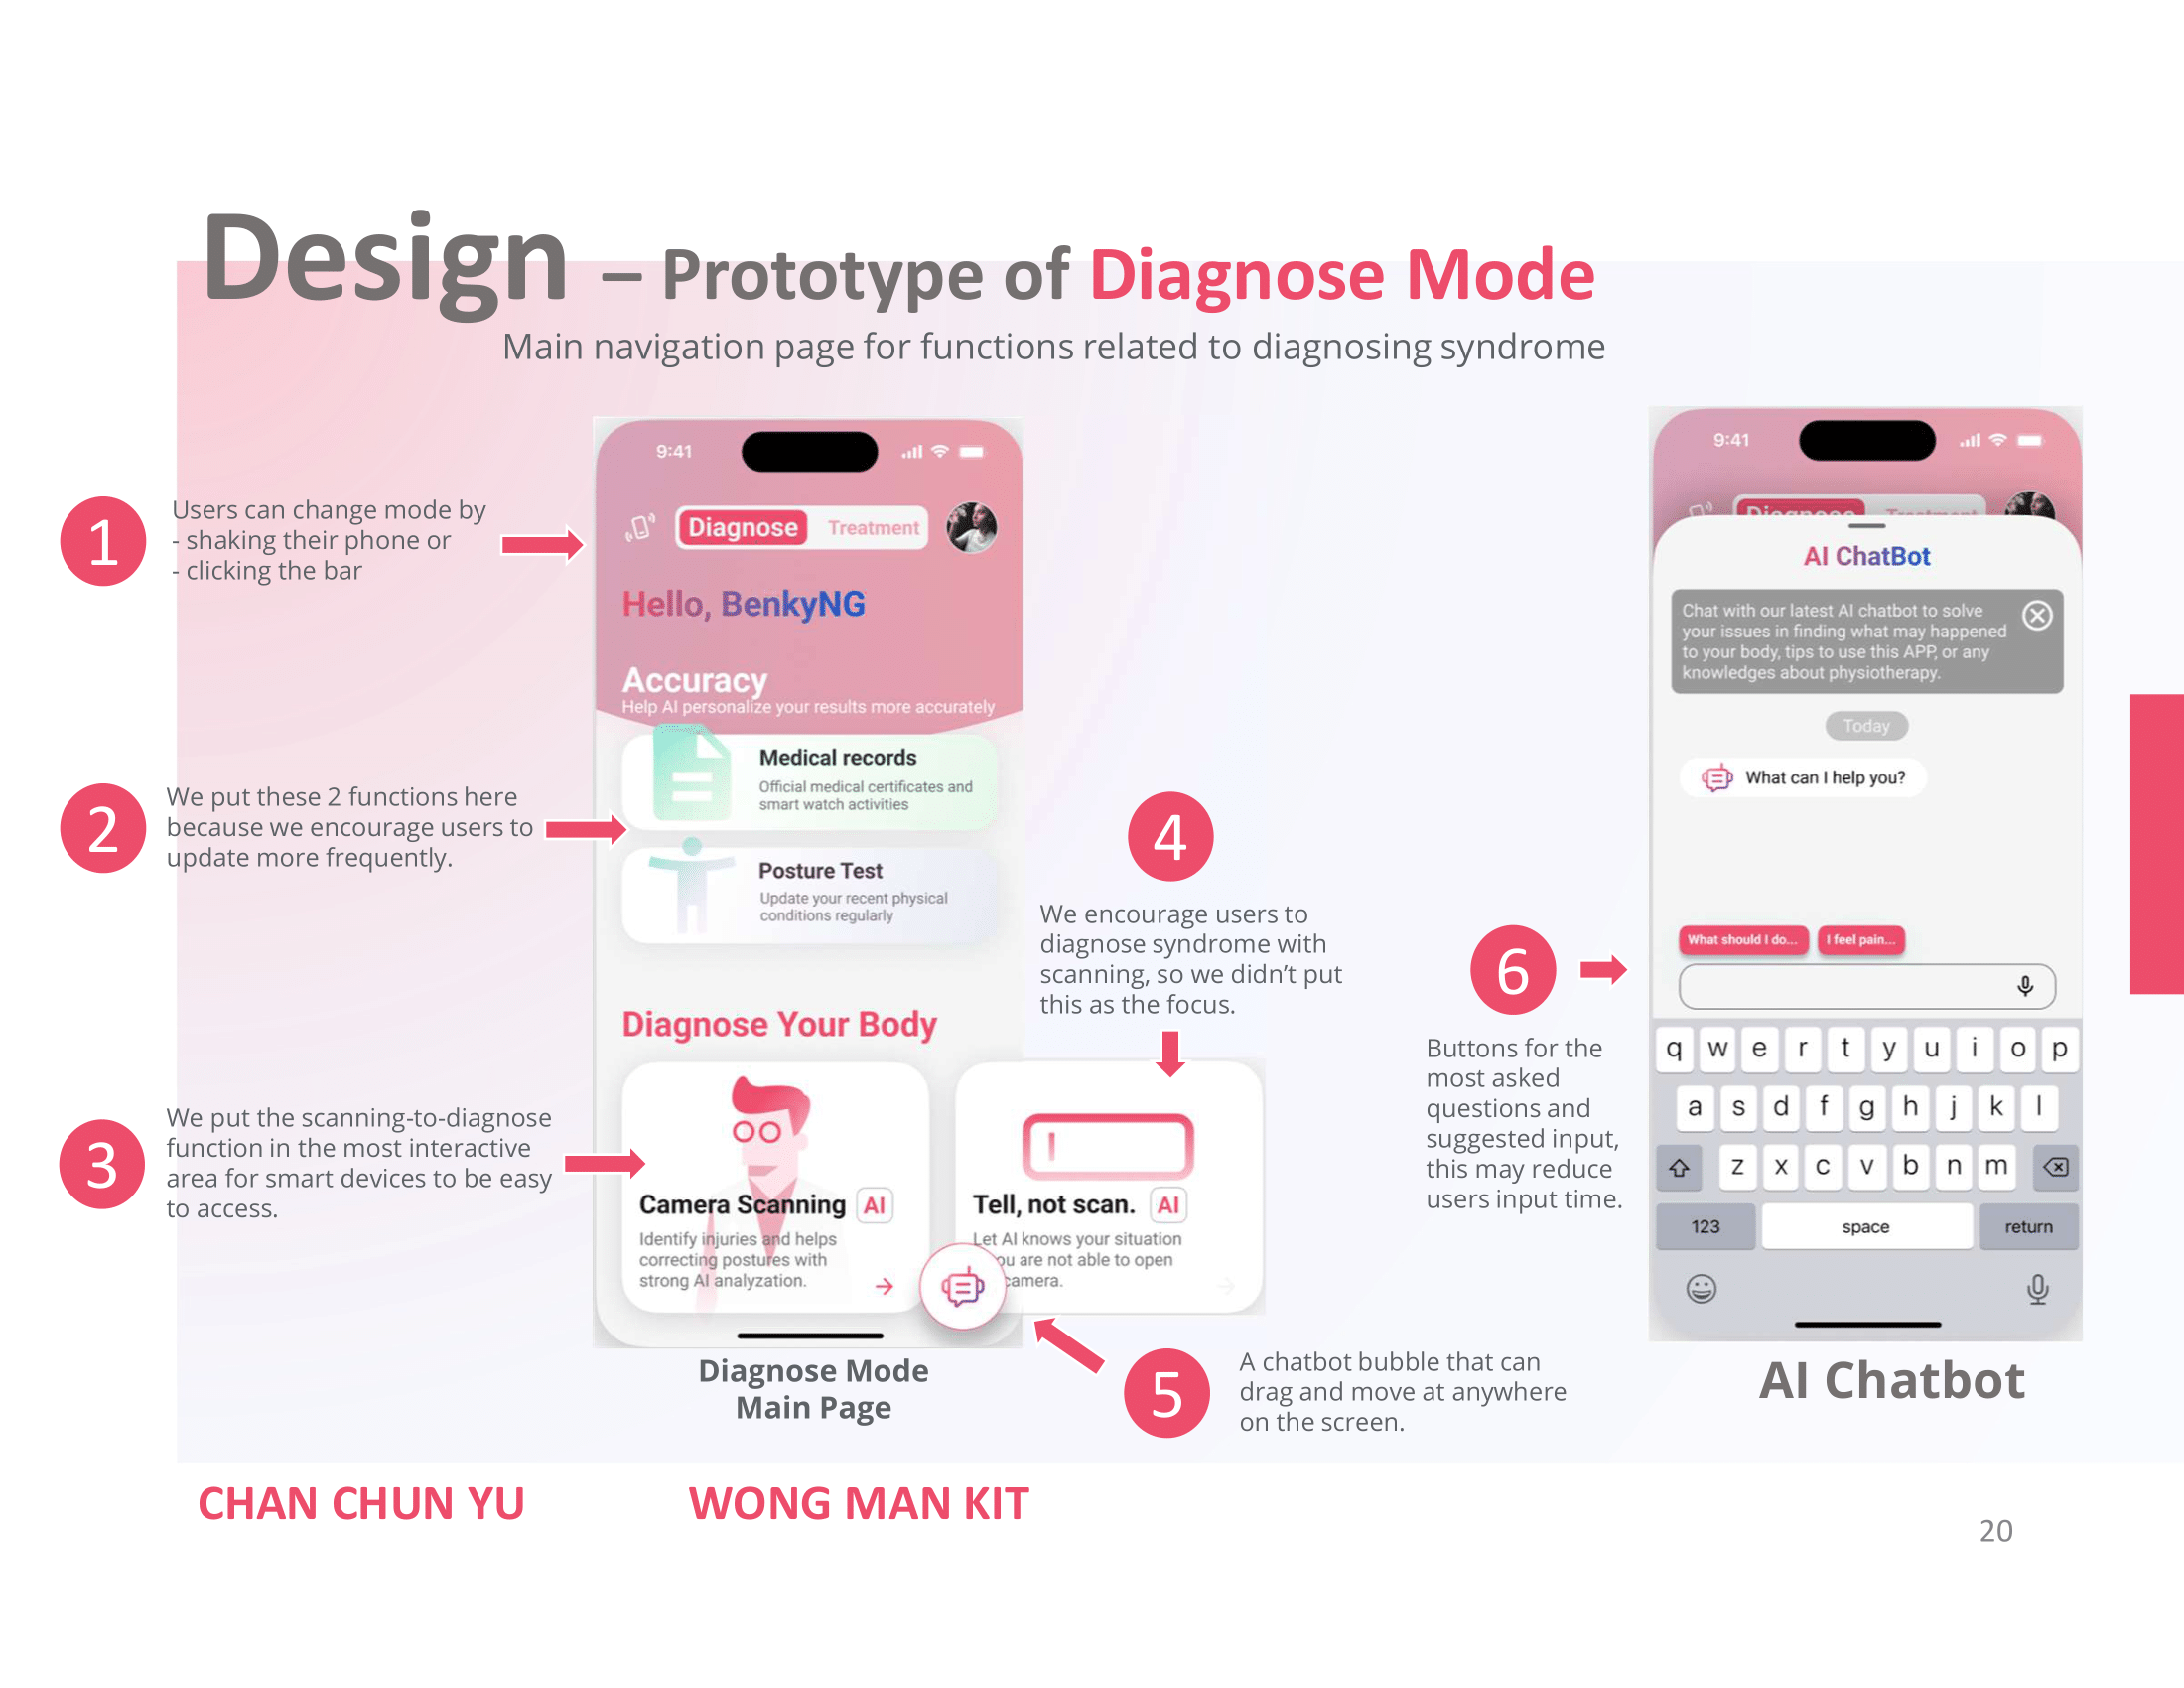 Design – Prototype of Diagnose Mode
Main navigation page for functions related to diagnosing syndrome
1
Users can change mode by
- shaking their phone or
- clicking the bar
2
We put these 2 functions here
because we encourage users to
update more frequently.
3
We put the scanning-to-diagnose
function in the most interactive
area for smart devices to be easy
to access.
9:41
Diagnose Treatment
Hello, BenkyNG
Accuracy
Help AI personalize your results more accurately
Medical records
Official medical certificates and
smart watch activities
Posture Test
Update your recent physical
conditions regularly
Diagnose Your Body
Camera Scanning AI
Identify injuries and helps
correcting postures with
strong AI analyzation.
Tell, not scan. AI
Let AI knows your situation
ou are not able to open
camera.
Diagnose Mode
Main Page
4
We encourage users to
diagnose syndrome with
scanning, so we didn't put
this as the focus.
5
A chatbot bubble that can
drag and move at anywhere
on the screen.
6
Buttons for the
most asked
questions and
suggested input,
this may reduce
users input time.
9:41
Diagnose Treatment
AI ChatBot
Chat with our latest AI chatbot to solve
your issues in finding what may happened
to your body, tips to use this APP, or any
knowledges about physiotherapy.
Today
What can I help you?
What should I do... I feel pain...
q w e r t y u i o p
a s d f g h j k l
z x c v b n m
123 space return
AI Chatbot
CHAN CHUN YU WONG MAN KIT
20